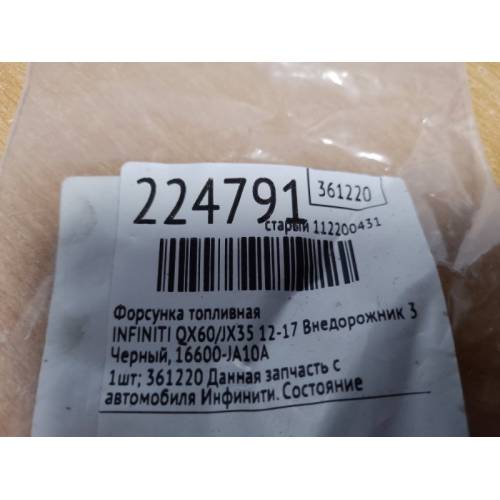 224791
361220
старый 112200431
Форсунка топливная
INFINITI QX60/JX35 12-17 Внедорожник 3
Черный, 16600-JA10A
1шт; 361220 Данная запчасть с
автомобиля Инфинити. Состояние